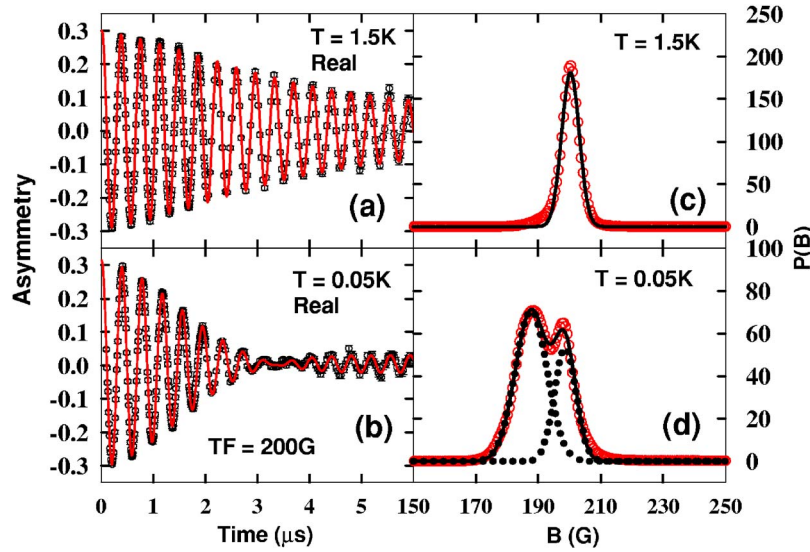 0.3
0.2
0.1
0.0
-0.1
-0.2
-0.3
T = 1.5K
Real
(a)
T = 1.5K
(c)
250
200
150
100
50
0
0.3
0.2
0.1
0.0
-0.1
-0.2
-0.3
T = 0.05K
Real
TF = 200G
(b)
T = 0.05K
(d)
100
80
60
40
20
0
Asymmetry
P(B)
0 1 2 3 4 5 6 150 170 190 210 230 250
Time (μs)
B (G)